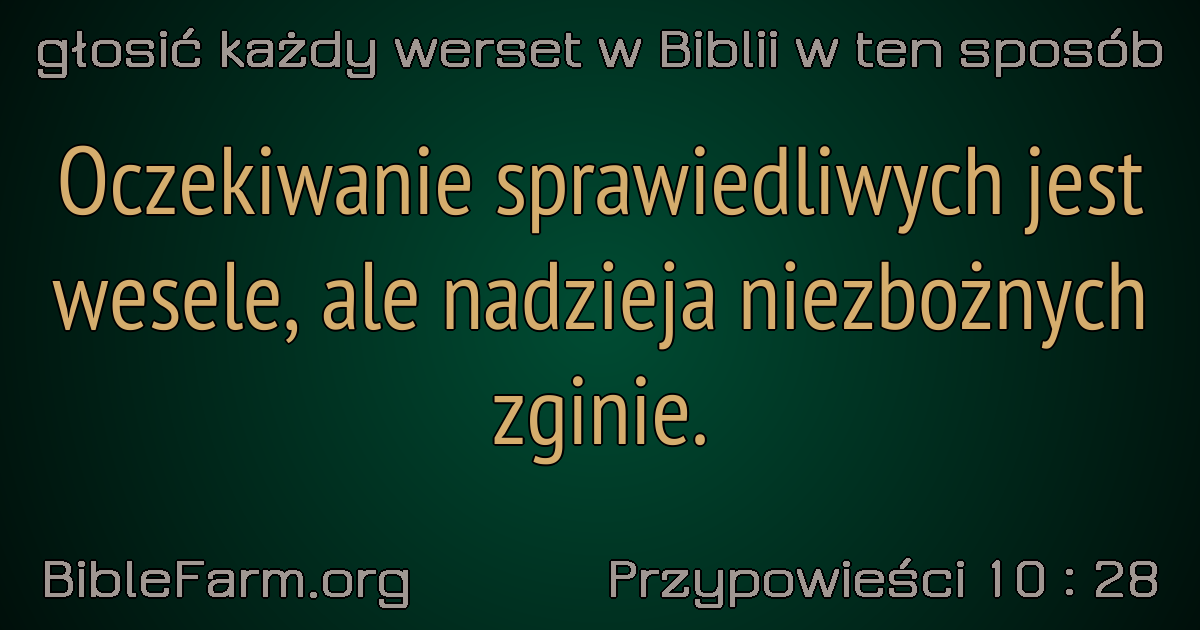 głosić każdy werset w Biblii w ten sposób
Oczekiwanie sprawiedliwych jest
wesele, ale nadzieja niezbożnych
zginie.
BibleFarm.org
Przypowieści 10 : 28